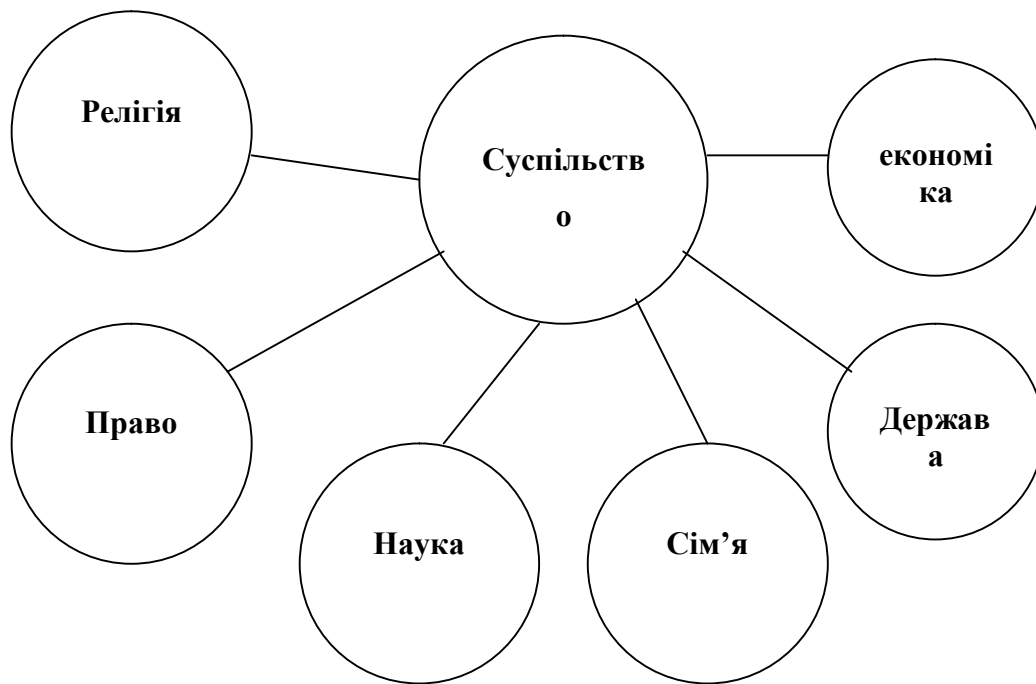 Релігія
Суспільств
о
економі
ка
Право
Держав
а
Наука
Сім’я